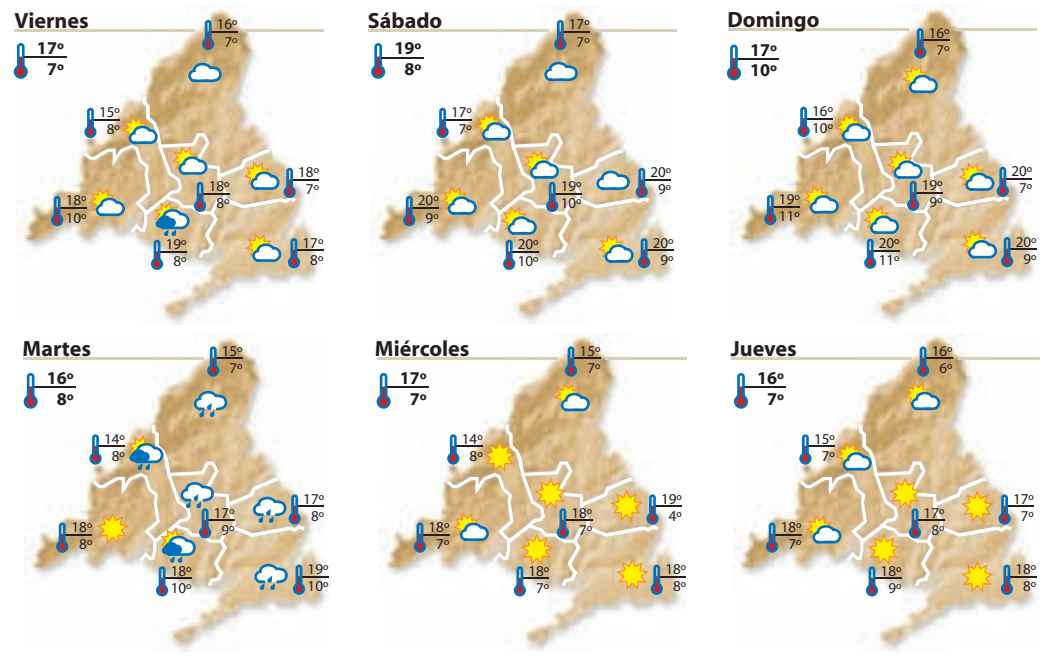 Viernes
17º
7º
16º
7º
15º
8º
18º
7º
18º
8º
18º
10º
19º
8º
17º
8º
Sábado
19º
8º
17º
7º
17º
7º
20º
9º
19º
10º
20º
9º
20º
10º
20º
9º
Domingo
17º
10º
16º
7º
16º
10º
20º
7º
19º
9º
19º
11º
20º
11º
20º
9º
Martes
16º
8º
15º
7º
14º
8º
17º
8º
17º
9º
18º
8º
18º
10º
19º
10º
Miércoles
17º
7º
15º
7º
14º
8º
19º
4º
18º
7º
18º
7º
18º
7º
18º
8º
Jueves
16º
7º
16º
6º
15º
7º
17º
7º
17º
8º
18º
7º
18º
9º
18º
8º